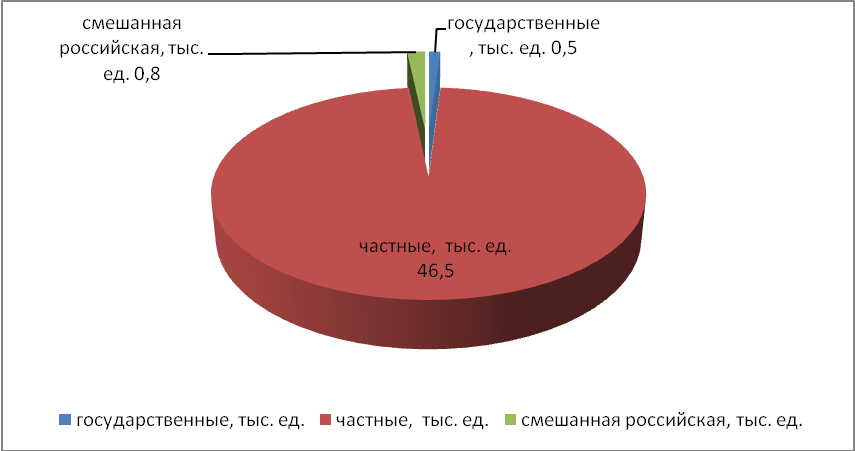 смешанная
российская, тыс.
ед. 0,8
государственные
, тыс. ед. 0,5
частные,  тыс. ед.
46,5
государственные, тыс. ед. частные,  тыс. ед. смешанная российская, тыс. ед.